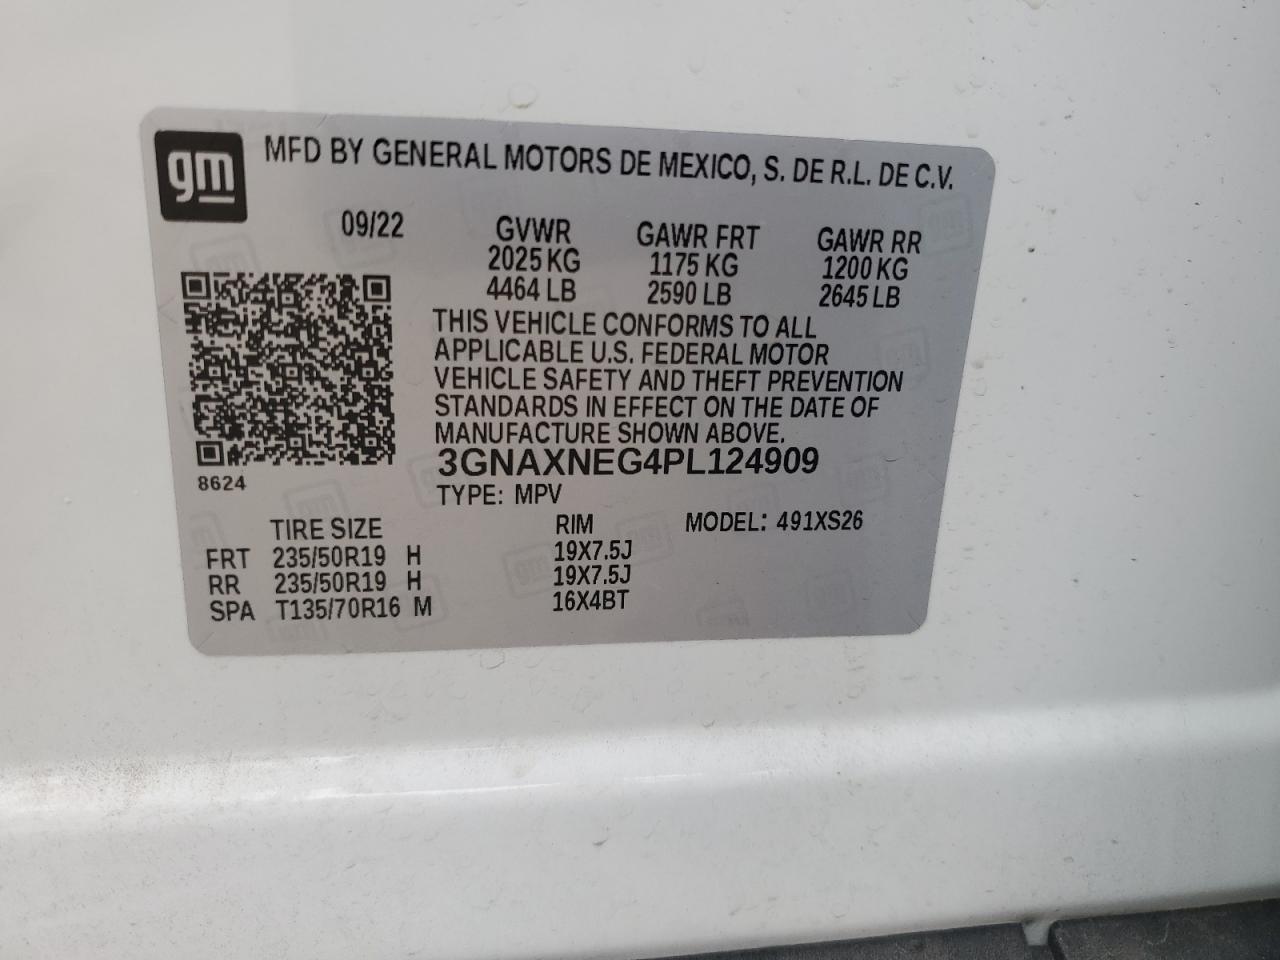 gm
MFD BY GENERAL MOTORS DE MEXICO, S. DE R.L. DE C.V.
09/22 GVWR GAWR FRT GAWR RR
2025 KG 1175 KG 1200 KG
4464 LB 2590 LB 2645 LB
THIS VEHICLE CONFORMS TO ALL
APPLICABLE U.S. FEDERAL MOTOR
VEHICLE SAFETY AND THEFT PREVENTION
STANDARDS IN EFFECT ON THE DATE OF
MANUFACTURE SHOWN ABOVE.
3GNAXNEG4PL124909
8624
TYPE: MPV
TIRE SIZE RIM MODEL: 491XS26
FRT 235/50R19 H 19X7.5J
RR 235/50R19 H 19X7.5J
SPA T135/70R16 M 16X4BT